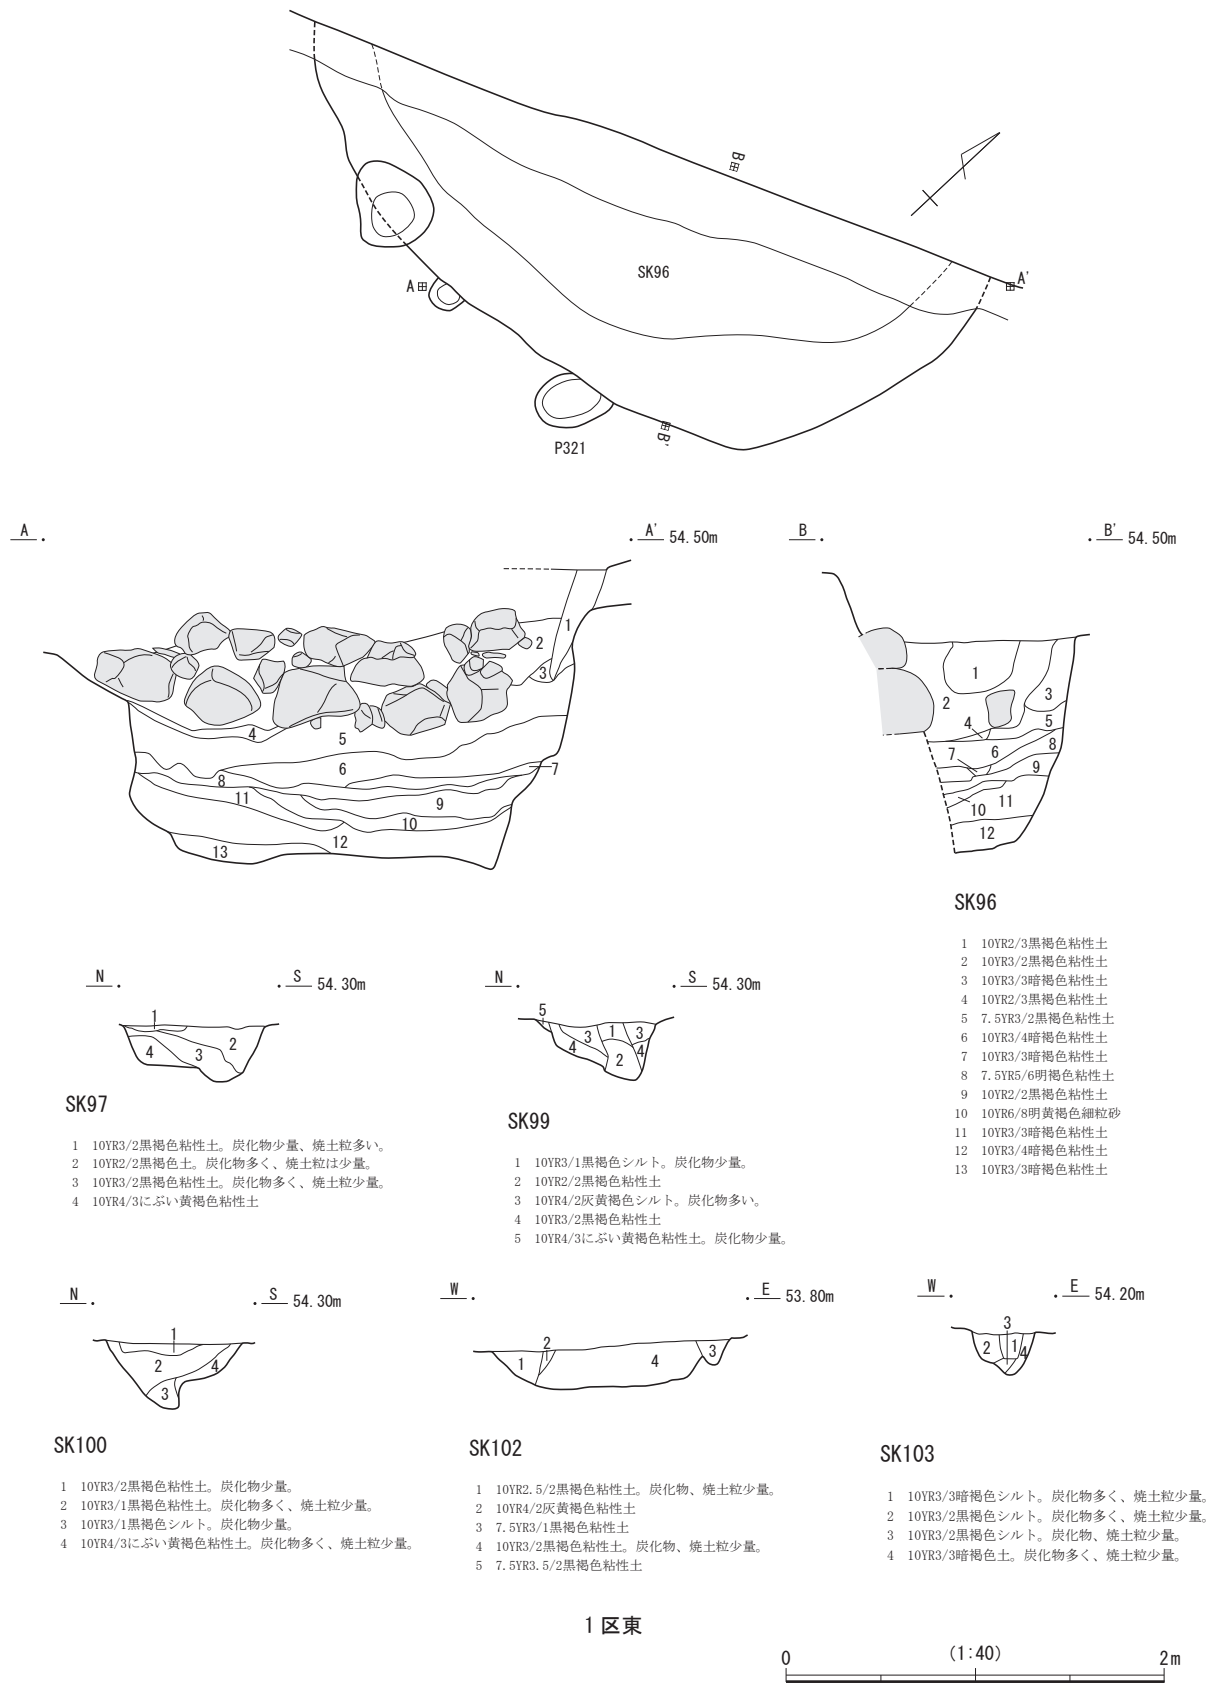 B
SK96
A
A'
P321
B'
A
A' 54.50m
B
B' 54.50m
1
2
3
4
5
6
7
8
9
10
11
12
13
1
2
3
4
5
6
7
8
9
10
11
12
SK96
1 10YR2/3黒褐色粘性土
2 10YR3/2黒褐色粘性土
3 10YR3/3暗褐色粘性土
4 10YR2/3黒褐色粘性土
5 7.5YR3/2黒褐色粘性土
6 10YR3/4暗褐色粘性土
7 10YR3/3暗褐色粘性土
8 7.5YR5/6明褐色粘性土
9 10YR2/2黒褐色粘性土
10 10YR6/8明黄褐色細粒砂
11 10YR3/3暗褐色粘性土
12 10YR3/4暗褐色粘性土
13 10YR3/3暗褐色粘性土
N
S 54.30m
1
2
3
4
SK97
1 10YR3/2黒褐色粘性土。炭化物少量、焼土粒多い。
2 10YR2/2黒褐色土。炭化物多く、焼土粒は少量。
3 10YR3/2黒褐色粘性土。炭化物多く、焼土粒少量。
4 10YR4/3にぶい黄褐色粘性土
N
S 54.30m
5
3
1
3
4
2
4
SK99
1 10YR3/1黒褐色シルト。炭化物少量。
2 10YR2/2黒褐色粘性土
3 10YR4/2灰黄褐色シルト。炭化物多い。
4 10YR3/2黒褐色粘性土
5 10YR4/3にぶい黄褐色粘性土。炭化物少量。
N
S 54.30m
1
2
4
3
SK100
1 10YR3/2黒褐色粘性土。炭化物少量。
2 10YR3/1黒褐色粘性土。炭化物多く、焼土粒少量。
3 10YR3/1黒褐色シルト。炭化物少量。
4 10YR4/3にぶい黄褐色粘性土。炭化物多く、焼土粒少量。
W
E 53.80m
2
1
4
3
SK102
1 10YR2.5/2黒褐色粘性土。炭化物、焼土粒少量。
2 10YR4/2灰黄褐色粘性土
3 7.5YR3/1黒褐色粘性土
4 10YR3/2黒褐色粘性土。炭化物、焼土粒少量。
5 7.5YR3.5/2黒褐色粘性土
W
E 54.20m
3
2
1
4
SK103
1 10YR3/3暗褐色シルト。炭化物多く、焼土粒少量。
2 10YR3/2黒褐色シルト。炭化物多く、焼土粒少量。
3 10YR3/2黒褐色シルト。炭化物、焼土粒少量。
4 10YR3/3暗褐色土。炭化物多く、焼土粒少量。
1区東
0 (1:40) 2m